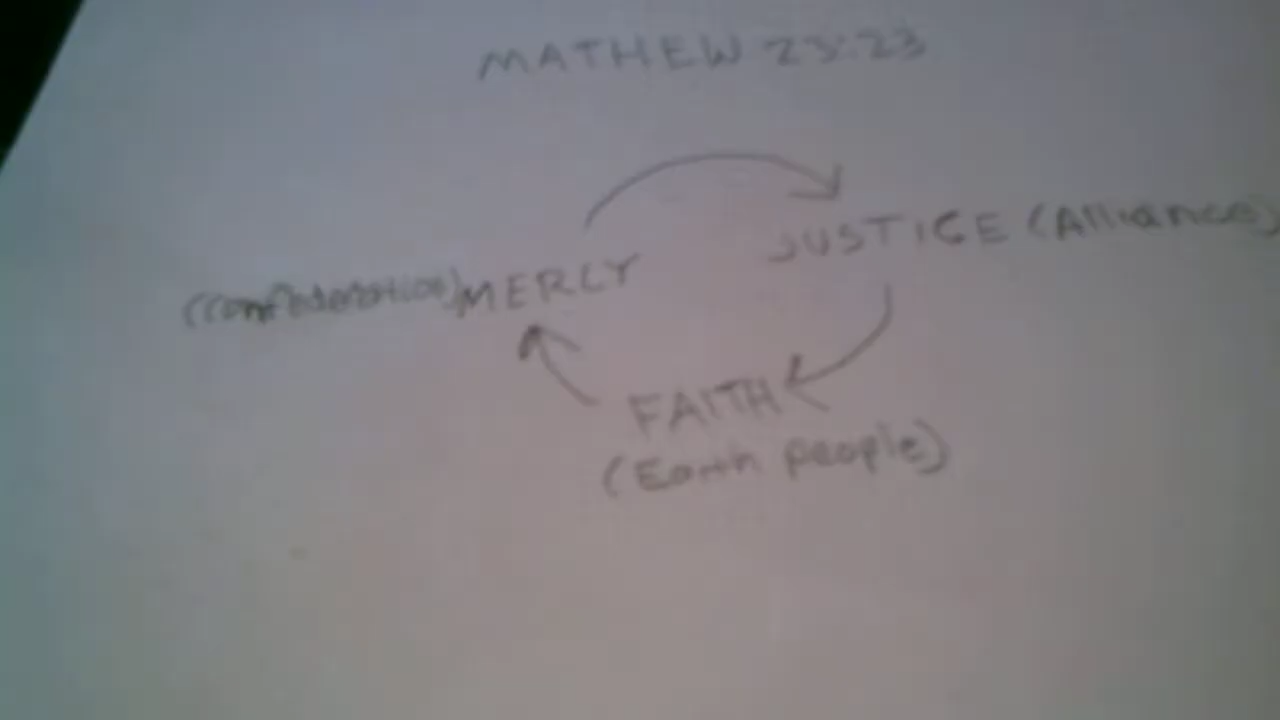 MATHEW 23:23
JUSTICE (Alliance)
(Confederation) MERCY
FAITH
(Earth people)